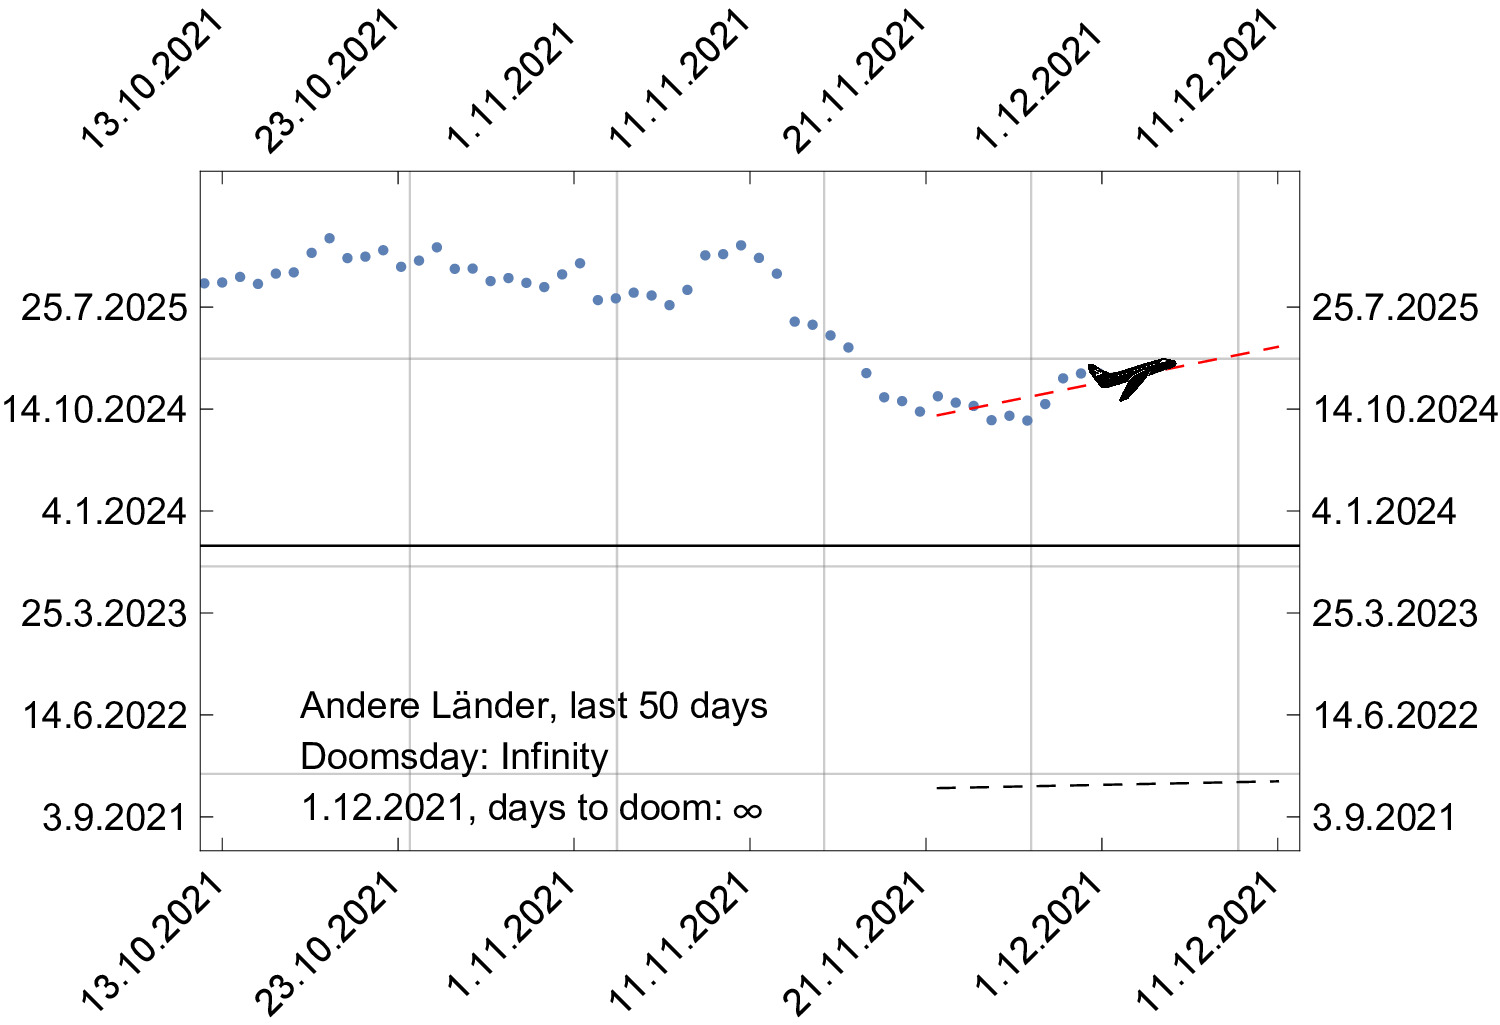 13.10.2021 23.10.2021 1.11.2021 11.11.2021 21.11.2021 1.12.2021 11.12.2021
25.7.2025 25.7.2025
14.10.2024 14.10.2024
4.1.2024 4.1.2024
25.3.2023 25.3.2023
Andere Länder, last 50 days
14.6.2022 14.6.2022
Doomsday: Infinity
1.12.2021, days to doom: ∞
3.9.2021 3.9.2021
13.10.2021 23.10.2021 1.11.2021 11.11.2021 21.11.2021 1.12.2021 11.12.2021